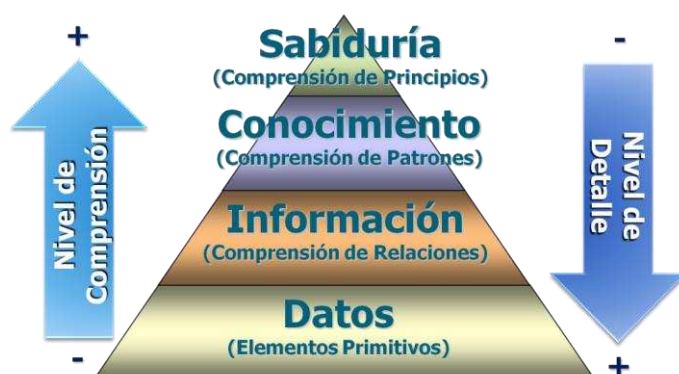 +
-
Sabiduría
(Comprensión de Principios)
Conocimiento
(Comprensión de Patrones)
Información
(Comprensión de Relaciones)
Datos
(Elementos Primitivos)
Nivel de
Comprensión
Nivel de
Detalle
-
+